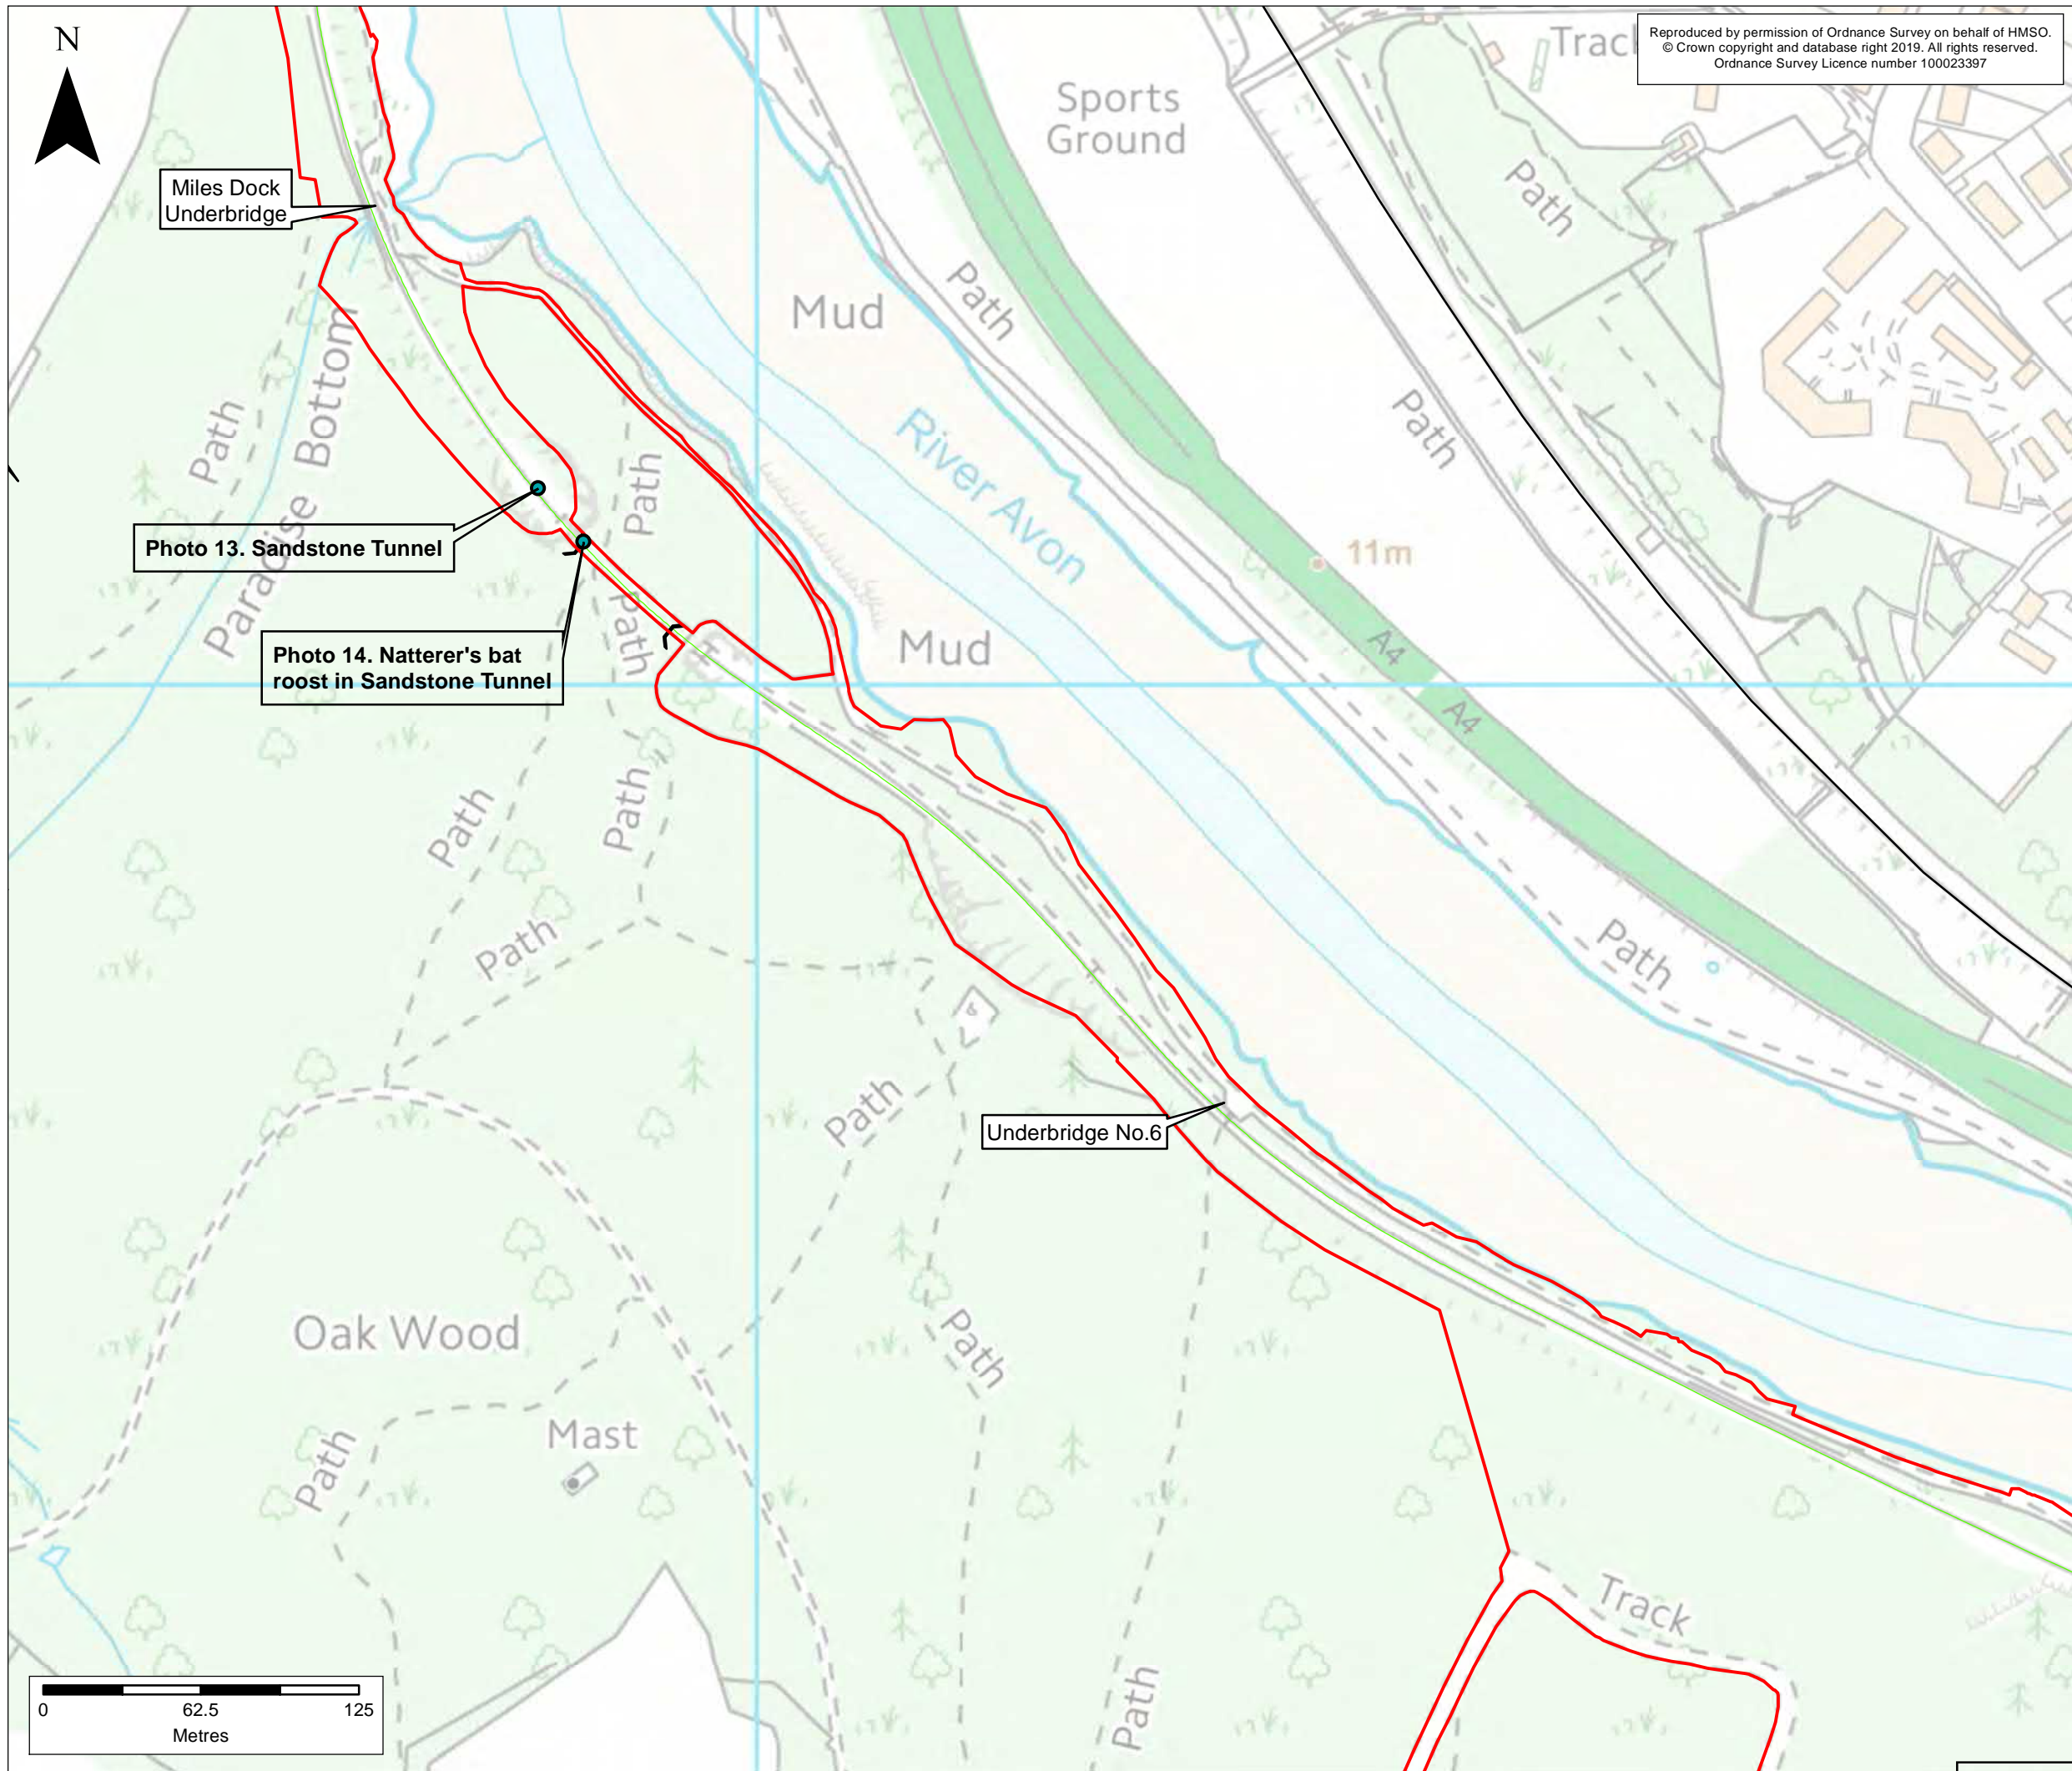 N
Reproduced by permission of Ordnance Survey on behalf of HMSO.
© Crown copyright and database right 2019. All rights reserved.
Ordnance Survey Licence number 100023397
Trac
Sports
Ground
Path
Miles Dock
Underbridge
Mud
Path
Path
River Avon
Path
Paradise Bottom
Path
Photo 13. Sandstone Tunnel
11m
Path
Photo 14. Natterer's bat
roost in Sandstone Tunnel
Mud
A4
A4
Path
Path
Path
Path
Path
Underbridge No.6
Oak Wood
Path
Mast
Path
Track
Path
0 62.5 125
Metres